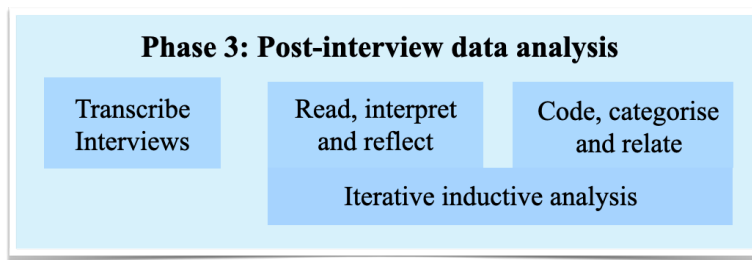 Phase 3: Post-interview data analysis
Transcribe
Interviews
Read, interpret
and reflect
Code, categorise
and relate
Iterative inductive analysis